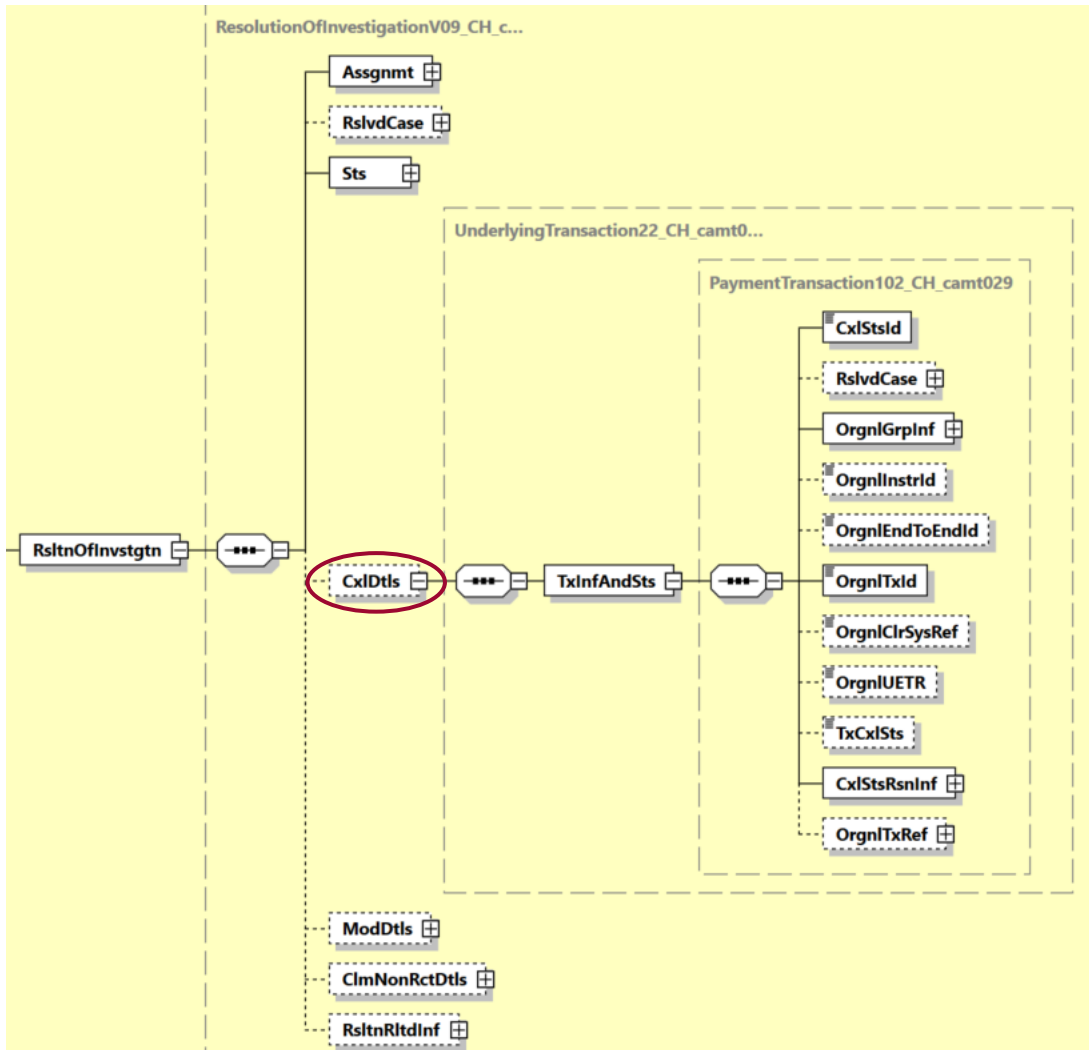 ResolutionOfInvestigationV09_CH_c...
Assgnmt
RslvdCase
Sts
UnderlyingTransaction22_CH_camt0...
PaymentTransaction102_CH_camt029
CxlStsId
RslvdCase
OrgnlGrpInf
OrgnlInstrId
OrgnlEndToEndId
RsltnOfInvstgtn
CxlDtls
TxInfAndSts
OrgnlTxId
OrgnlClrSysRef
OrgnlUETR
TxCxlSts
CxlStsRsnInf
OrgnlTxRef
ModDtls
ClmNonRctDtls
RsltnRltdInf